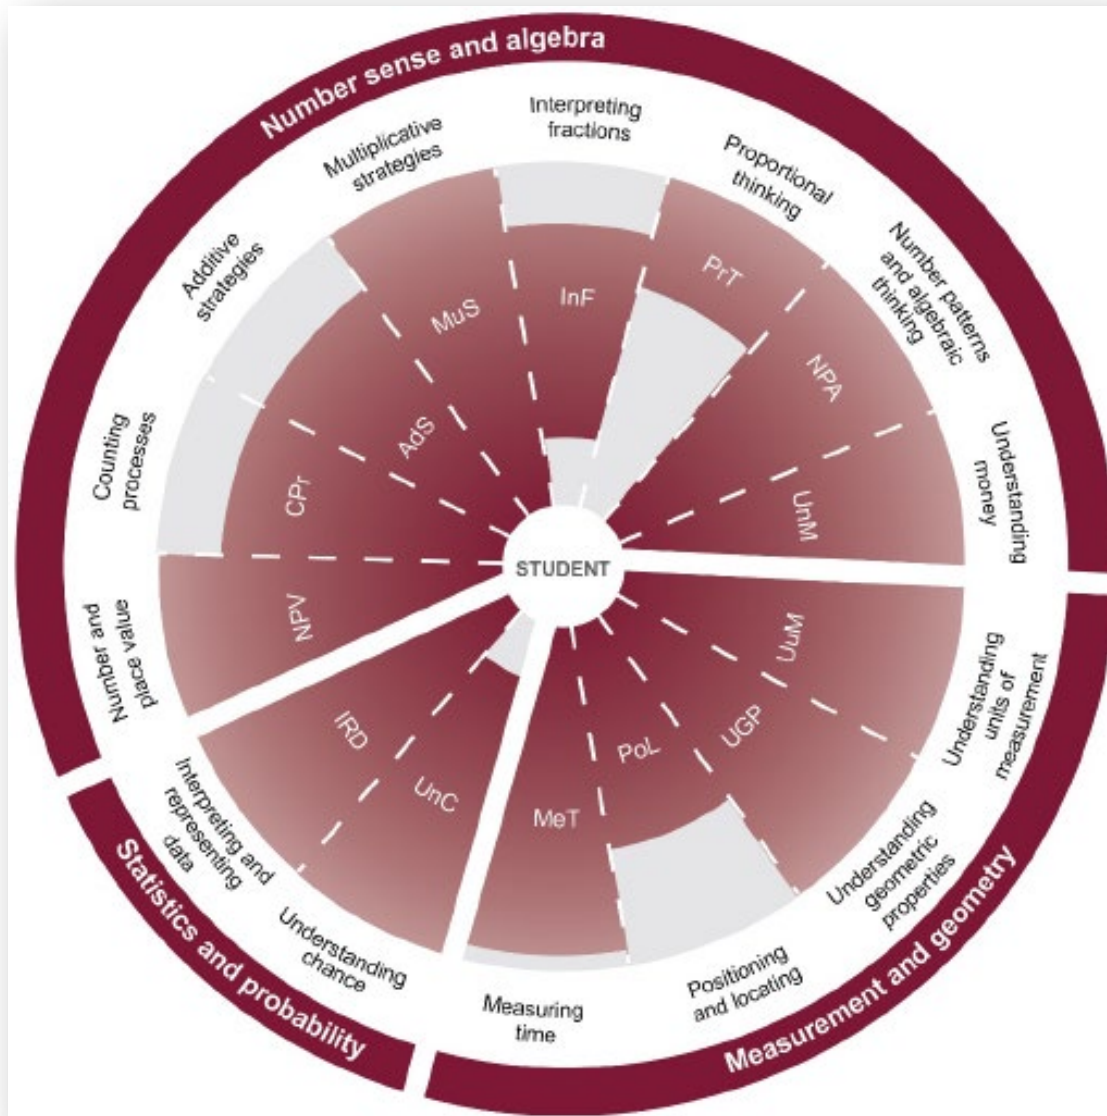 Number sense and algebra
Interpreting
fractions
Proportional
thinking
Number patterns
and algebraic
thinking
Understanding
money
Multiplicative
strategies
Additive
strategies
Counting
processes
Number and
place value
MuS
InF
PrT
NPA
UnM
AdS
CPr
NPV
STUDENT
UuM
UGP
PoL
MeT
UnC
IRD
Understanding
units of
measurement
Understanding
geometric
properties
Positioning
and locating
Measuring
time
Measurement and geometry
Interpreting and
representing
data
Understanding
chance
Statistics and probability